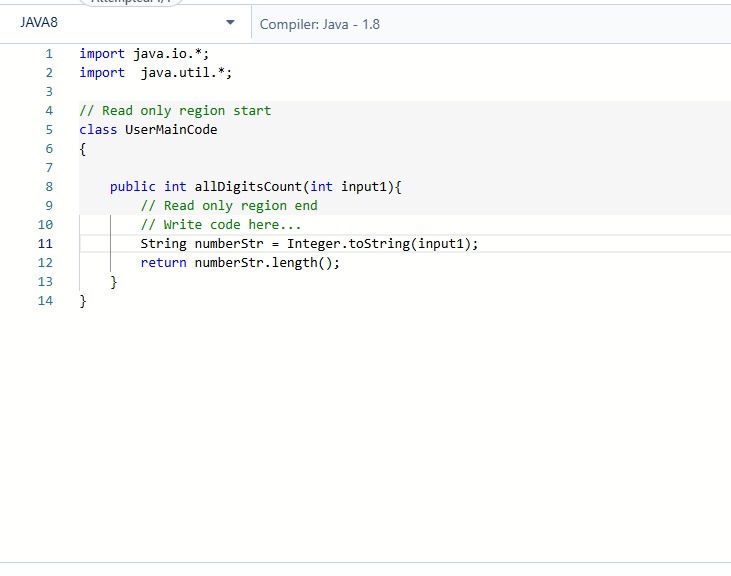 JAVA8
Compiler: Java - 1.8
1 import java.io.*;
2 import  java.util.*;
3
4 // Read only region start
5 class UserMainCode
6 {
7
8     public int allDigitsCount(int input1){
9         // Read only region end
10         // Write code here...
11         String numberStr = Integer.toString(input1);
12         return numberStr.length();
13     }
14 }